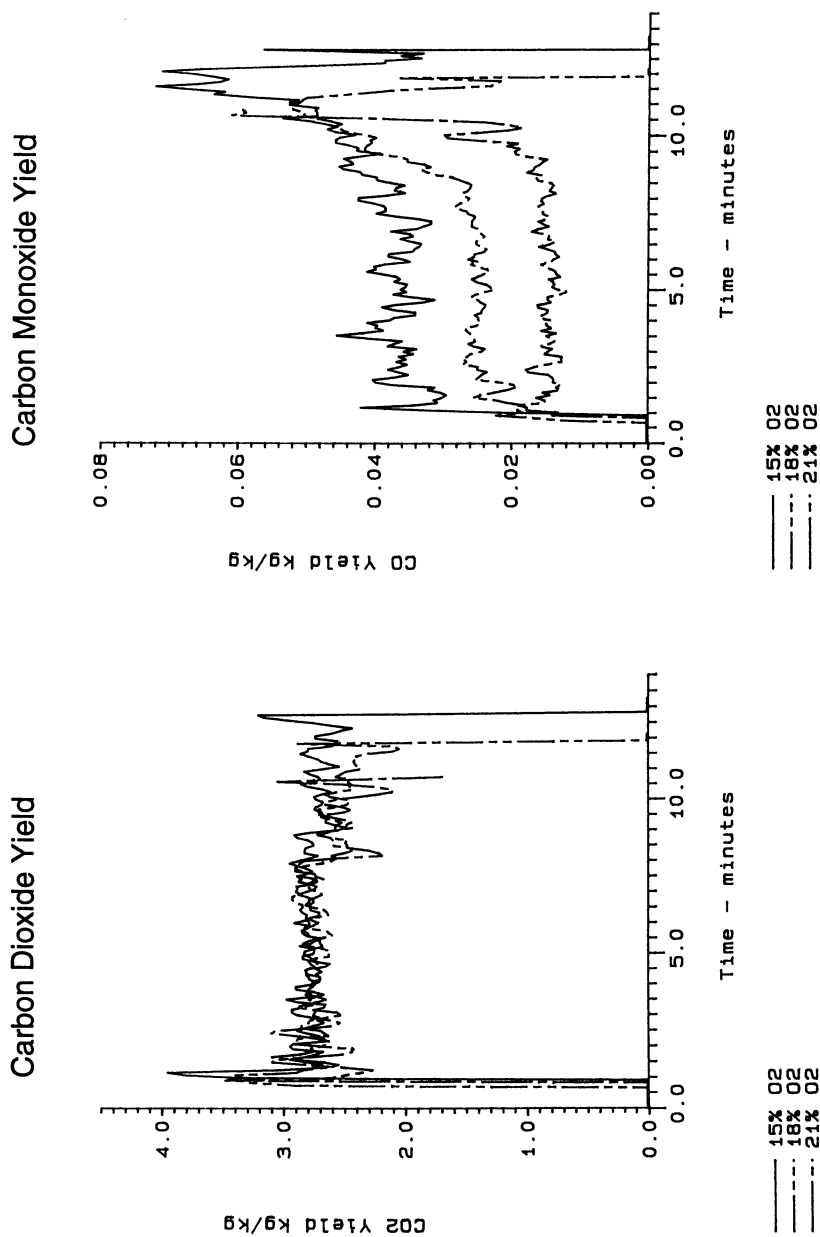 Carbon Dioxide Yield
CO2 Yield kg/kg
4.0
3.0
2.0
1.0
0.0
0.0
5.0
10.0
Time - minutes
15% O2
18% O2
21% O2
Carbon Monoxide Yield
CO Yield kg/kg
0.08
0.06
0.04
0.02
0.00
0.0
5.0
10.0
Time - minutes
15% O2
18% O2
21% O2